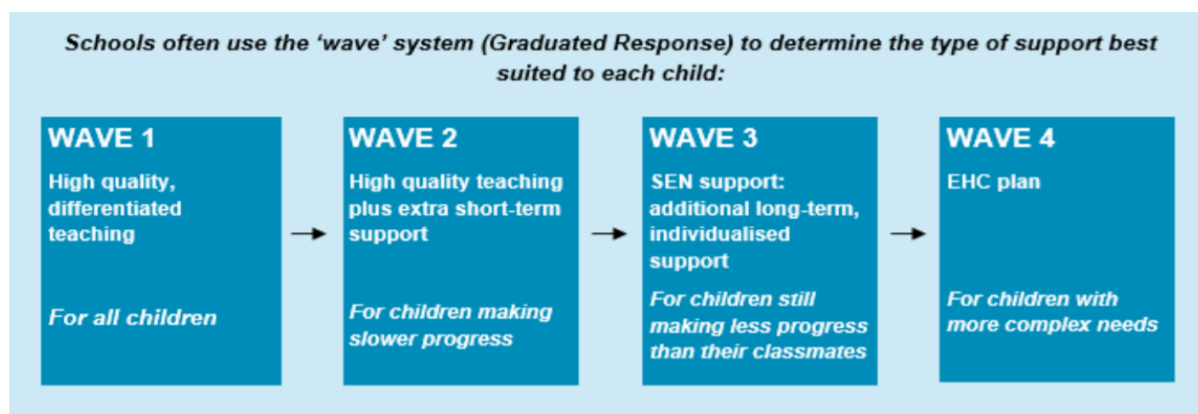 Schools often use the ‘wave’ system (Graduated Response) to determine the type of support best
suited to each child:
WAVE 1
High quality,
differentiated
teaching
For all children
WAVE 2
High quality teaching
plus extra short-term
support
For children making
slower progress
WAVE 3
SEN support:
additional long-term,
individualised
support
For children still
making less progress
than their classmates
WAVE 4
EHC plan
For children with
more complex needs